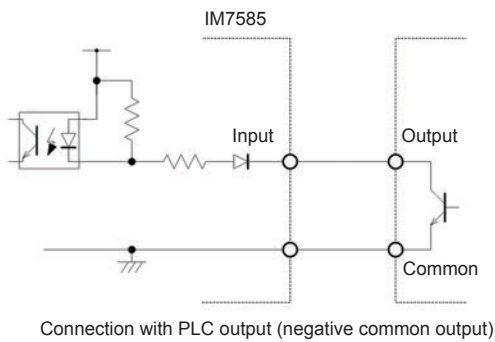 IM7585
Input
Output
Common
Connection with PLC output (negative common output)